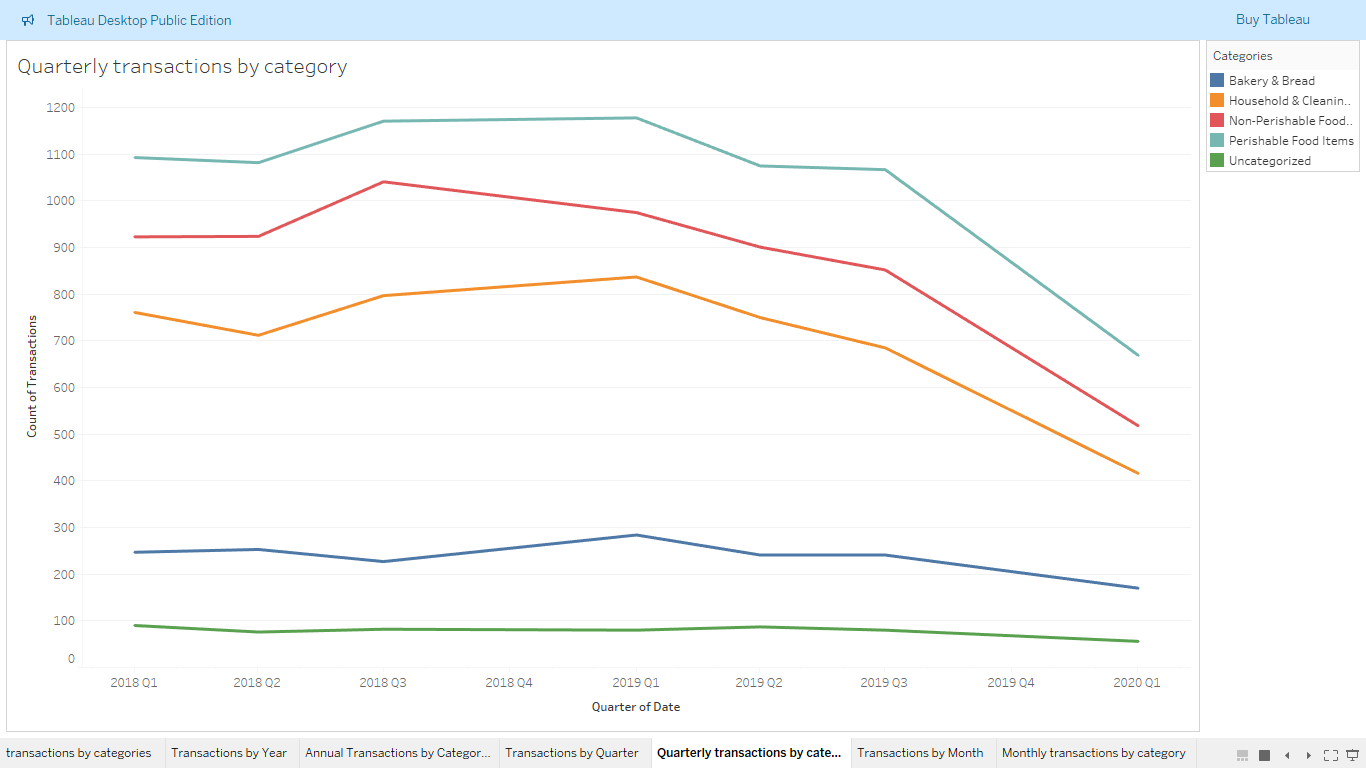 Tableau Desktop Public Edition
Buy Tableau
Quarterly transactions by category
Categories
Bakery & Bread
Household & Cleanin..
Non-Perishable Food..
Perishable Food Items
Uncategorized
1200
1100
1000
900
800
700
600
500
400
300
200
100
0
Count of Transactions
2018 Q1
2018 Q2
2018 Q3
2018 Q4
2019 Q1
2019 Q2
2019 Q3
2019 Q4
2020 Q1
Quarter of Date
transactions by categories
Transactions by Year
Annual Transactions by Categor...
Transactions by Quarter
Quarterly transactions by cate...
Transactions by Month
Monthly transactions by category